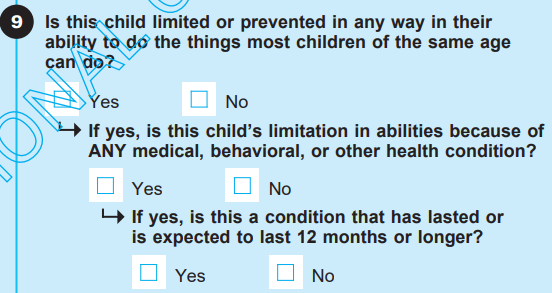 9 Is this child limited or prevented in any way in their
ability to do the things most children of the same age
can do?
Yes No
If yes, is this child's limitation in abilities because of
ANY medical, behavioral, or other health condition?
Yes No
If yes, is this a condition that has lasted or
is expected to last 12 months or longer?
Yes No
ONAL